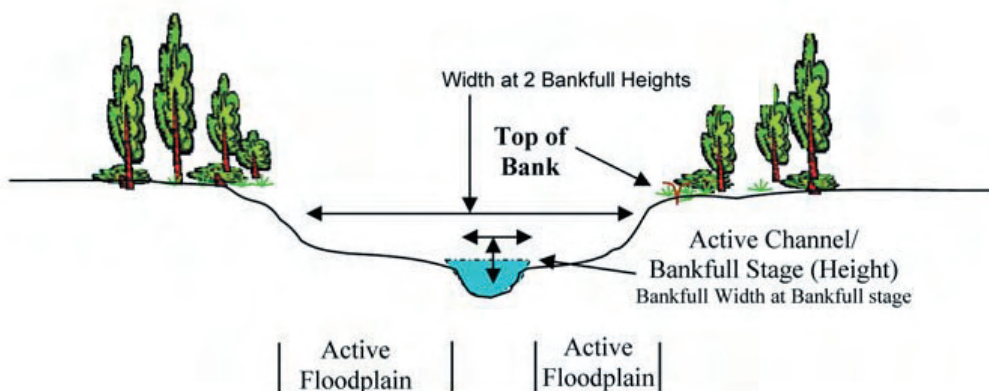 Width at 2 Bankfull Heights
Top of
Bank
Active Channel/
Bankfull Stage (Height)
Bankfull Width at Bankfull stage
Active
Floodplain
Active
Floodplain